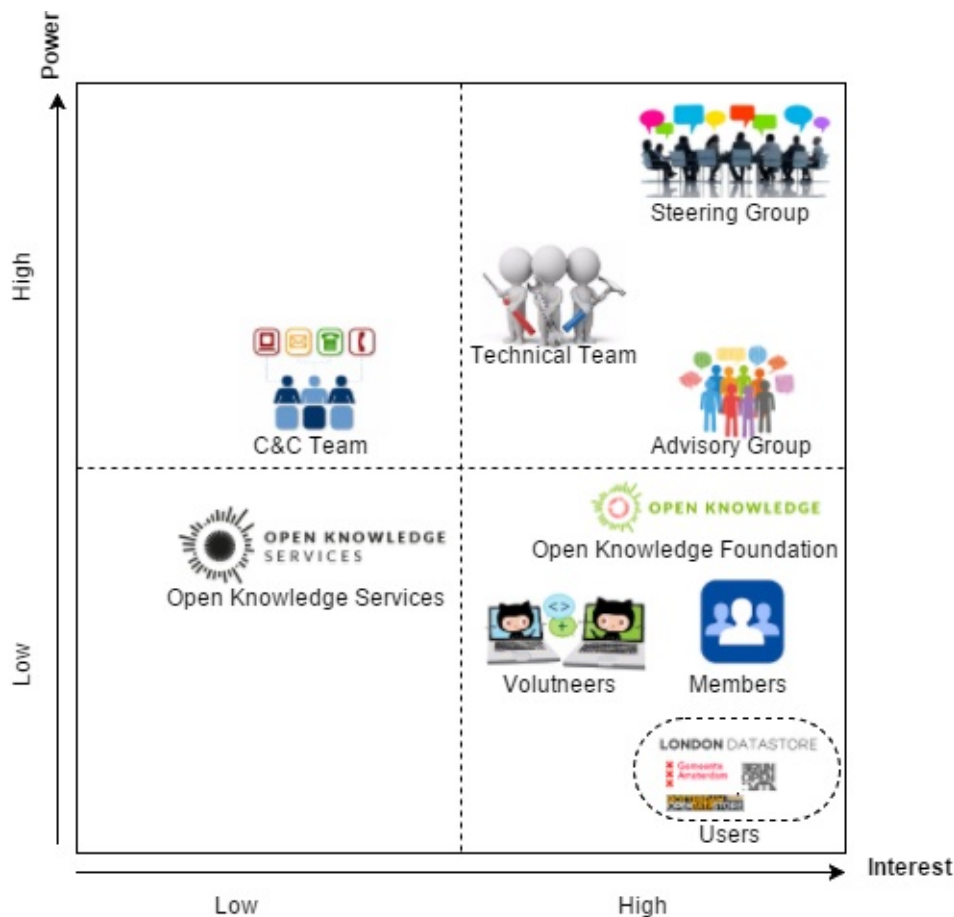 Power
High
Low
Steering Group
Technical Team
C&C Team
Advisory Group
OPEN KNOWLEDGE
SERVICES
Open Knowledge Services
OPEN KNOWLEDGE
Open Knowledge Foundation
<>
+
Volutneers
Members
LONDON DATASTORE
Gemeente
Amsterdam
Users
Interest
Low
High